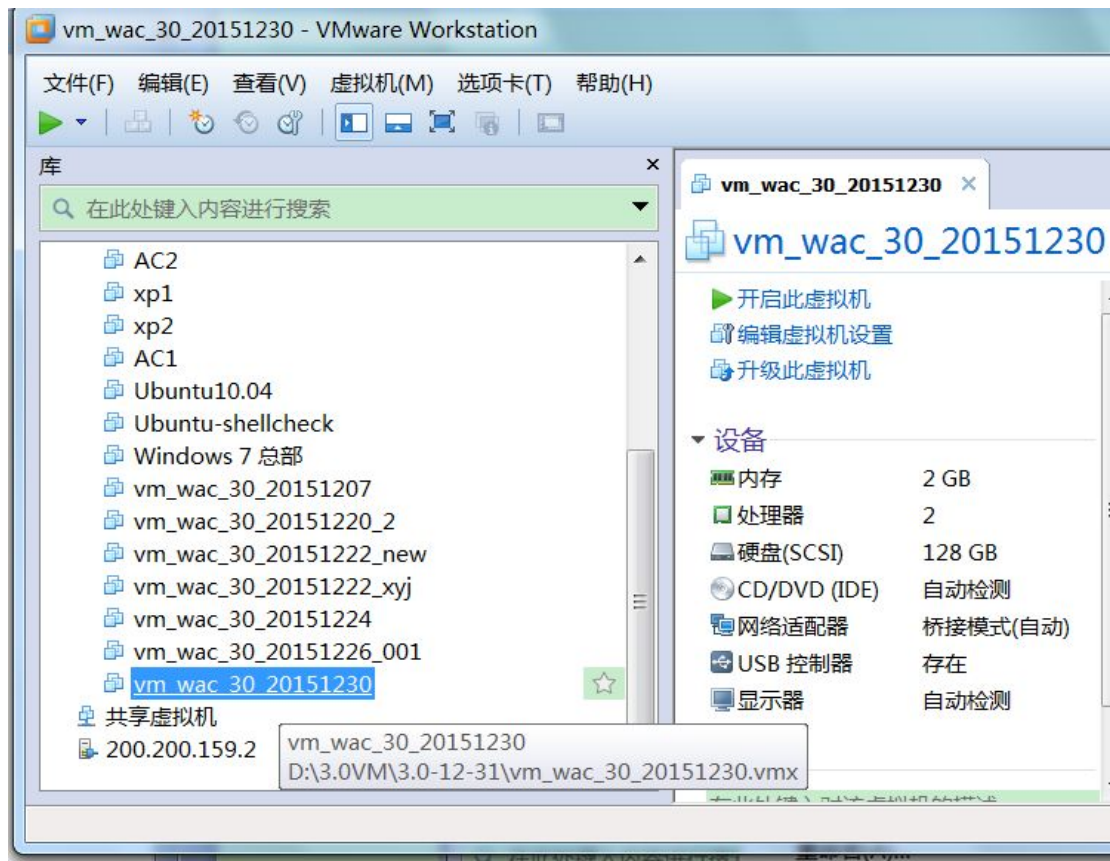 vm_wac_30_20151230 - VMware Workstation
文件(F) 编辑(E) 查看(V) 虚拟机(M) 选项卡(T) 帮助(H)
库
在此处键入内容进行搜索
AC2
xp1
xp2
AC1
Ubuntu10.04
Ubuntu-shellcheck
Windows 7 总部
vm_wac_30_20151207
vm_wac_30_20151220_2
vm_wac_30_20151222_new
vm_wac_30_20151222_xyj
vm_wac_30_20151224
vm_wac_30_20151226_001
vm_wac_30_20151230
共享虚拟机
200.200.159.2
vm_wac_30_20151230
D:\3.0VM\3.0-12-31\vm_wac_30_20151230.vmx
vm_wac_30_20151230
vm_wac_30_20151230
开启此虚拟机
编辑虚拟机设置
升级此虚拟机
设备
内存 2 GB
处理器 2
硬盘(SCSI) 128 GB
CD/DVD (IDE) 自动检测
网络适配器 桥接模式(自动)
USB 控制器 存在
显示器 自动检测